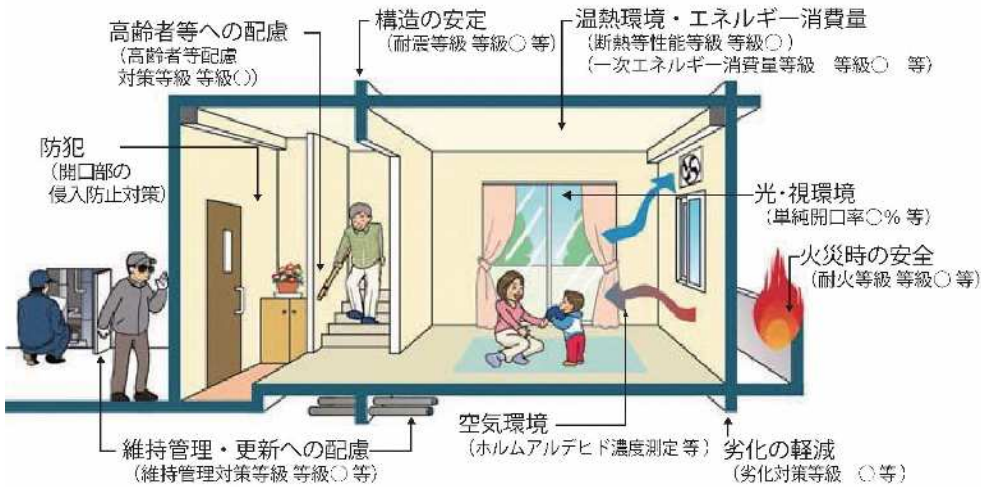 高齢者等への配慮
(高齢者等配慮
対策等級 等級○)
構造の安定
(耐震等級 等級○ 等)
温熱環境・エネルギー消費量
(断熱等性能等級 等級○)
(一次エネルギー消費量等級　等級○　等)
防犯
(開口部の
侵入防止対策)
光・視環境
(単純開口率○% 等)
火災時の安全
(耐火等級 等級○ 等)
維持管理・更新への配慮
(維持管理対策等級 等級○ 等)
空気環境
(ホルムアルデヒド濃度測定 等)
劣化の軽減
(劣化対策等級　○ 等)